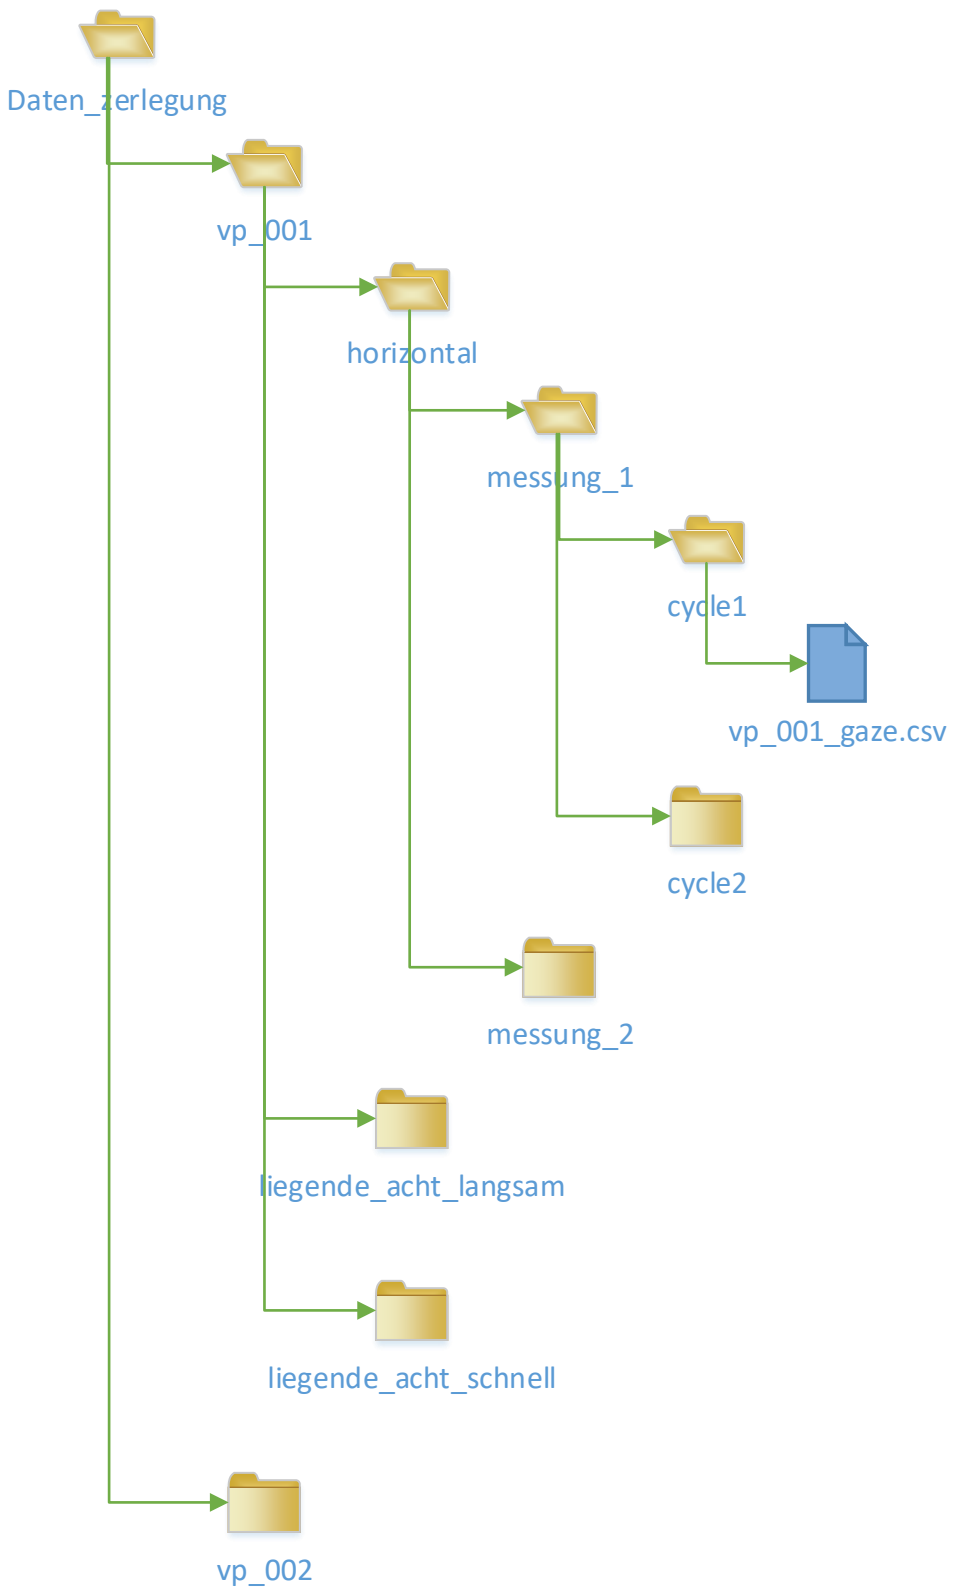 Daten_zerlegung
vp_001
horizontal
messung_1
cycle1
vp_001_gaze.csv
cycle2
messung_2
liegende_acht_langsam
liegende_acht_schnell
vp_002